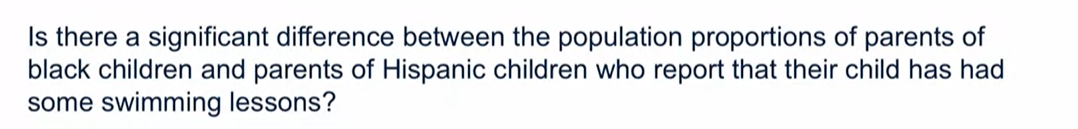 Is there a significant difference between the population proportions of parents of
black children and parents of Hispanic children who report that their child has had
some swimming lessons?